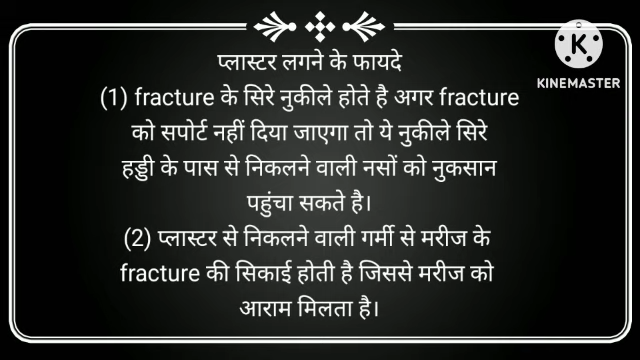 प्लास्टर लगने के फायदे
(1) fracture के सिरे नुकीले होते है अगर fracture
को सपोर्ट नहीं दिया जाएगा तो ये नुकीले सिरे
हड्डी के पास से निकलने वाली नसों को नुकसान
पहुंचा सकते है।
(2) प्लास्टर से निकलने वाली गर्मी से मरीज के
fracture की सिकाई होती है जिससे मरीज को
आराम मिलता है।
K
KINEMASTER